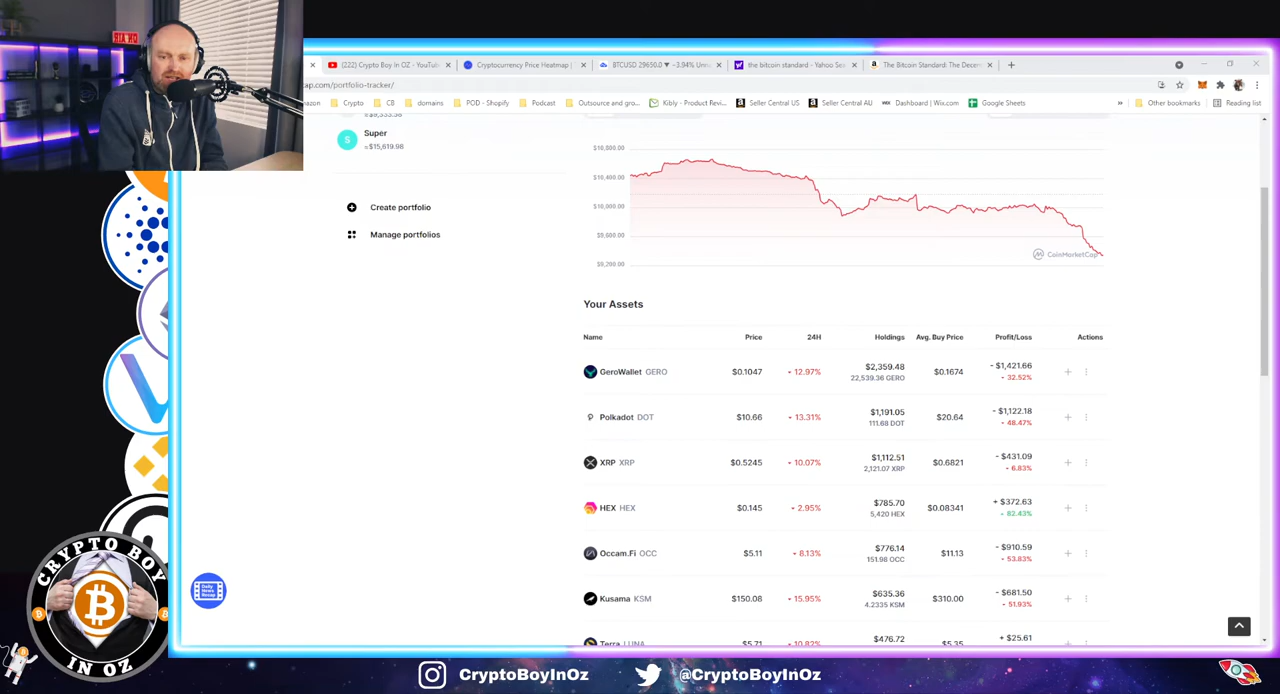 (222) Crypto Boy in OZ - YouTu
Cryptocurrency Price Heatmap |
BTCUSD 29650.0 ▼ −3.94% Unn
the bitcoin standard - Yahoo Se
The Bitcoin Standard: The Decen
cap.com/portfolio-tracker/
Crypto
CB
domains
POD - Shopify
Podcast
Outsource and gro...
Kibly - Product Revi...
Seller Central US
Seller Central AU
Dashboard | Wix.com
Google Sheets
»
Other bookmarks
Reading list
S
Super
≈$15,619.98
Create portfolio
Manage portfolios
$10,800.00
$10,400.00
$10,000.00
$9,600.00
$9,200.00
CoinMarketCap
Your Assets
Name Price 24H Holdings Avg. Buy Price Profit/Loss Actions
GeroWallet GERO $0.1047 12.97% $2,359.48 $0.1674 - $1,421.66
22,539.36 GERO 32.52%
Polkadot DOT $10.66 13.31% $1,191.05 $20.64 - $1,122.18
111.68 DOT 48.47%
XRP XRP $0.5245 10.07% $1,112.51 $0.6821 - $431.09
2,121.07 XRP 6.83%
HEX HEX $0.145 2.95% $785.70 $0.08341 + $372.63
5,420 HEX 82.43%
Occam.Fi OCC $5.11 8.13% $776.14 $11.13 - $910.59
151.98 OCC 53.83%
Kusama KSM $150.08 15.95% $635.36 $310.00 - $681.50
4.2335 KSM 51.93%
Terra LUNA $5.71 10.82% $476.72 $5.35 + $25.61
Daily
News
Recap
CRYPTO BOY
IN OZ
CryptoBoyInOz
@CryptoBoyInOz